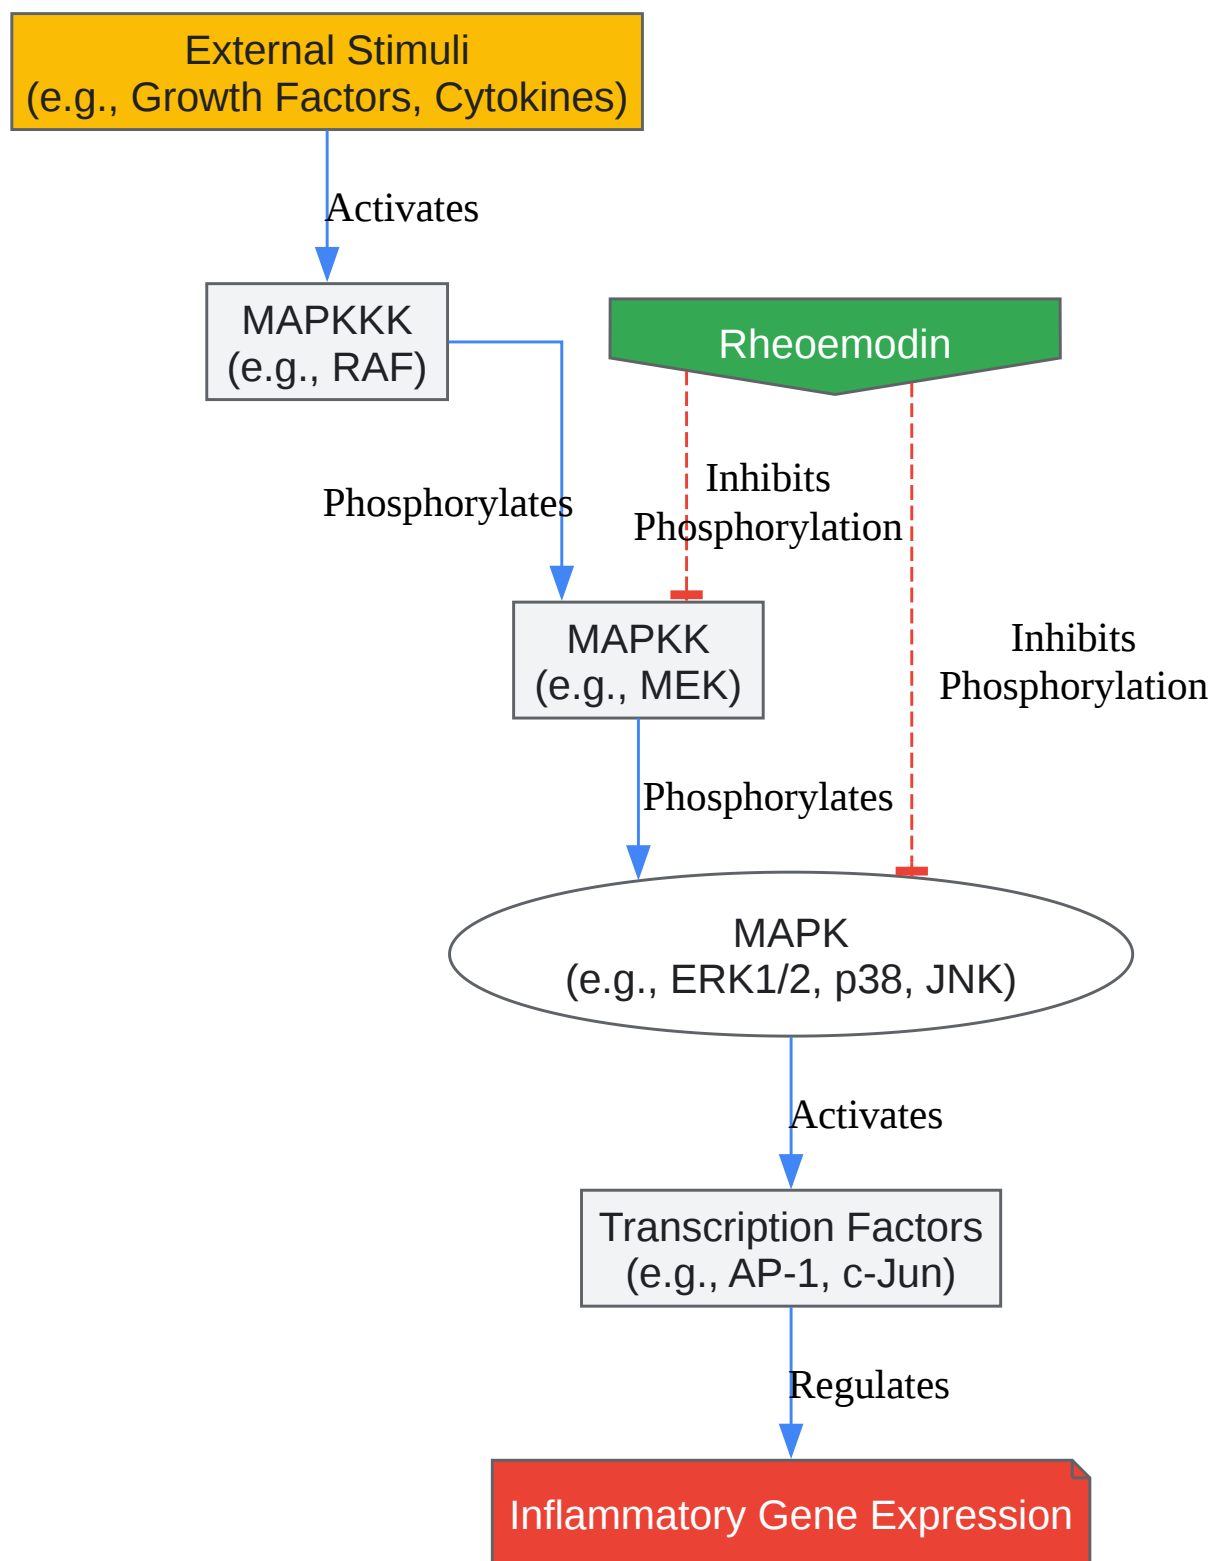 External Stimuli
(e.g., Growth Factors, Cytokines)
Activates
MAPKKK
(e.g., RAF)
Rheoemodin
Phosphorylates
Inhibits
Phosphorylation
Inhibits
Phosphorylation
MAPKK
(e.g., MEK)
Phosphorylates
MAPK
(e.g., ERK1/2, p38, JNK)
Activates
Transcription Factors
(e.g., AP-1, c-Jun)
Regulates
Inflammatory Gene Expression